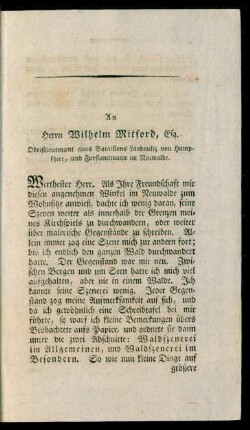 An
Herrn Wilhelm Mitford, Esq.
Obristlieutenant eines Bataillons Landmiliz von Hamp-
shire, und Forstamtmann im Neuwalde.
Werthester Herr. Als Ihre Freundschaft mir
diesen angenehmen Winkel im Neuwalde zum
Wohnsitze anwieß, dachte ich wenig daran, seine
Szenen weiter als innerhalb der Grenzen mei-
nes Kirchspiels zu durchwandern, oder weiter
über malerische Gegenstände zu schreiben. Al-
lein immer zog eine Szene mich zur andern fort;
bis ich endlich den ganzen Wald durchwandert
hatte. Der Gegenstand war mir neu. Zwi-
schen Bergen und um Seen hatte ich mich viel
aufgehalten, aber nie in einem Walde. Ich
kannte seine Szenerei wenig. Jeder Gegen-
stand zog meine Aufmerksamkeit auf sich, und
da ich gewöhnlich eine Schreibtafel bei mir
führte, so warf ich kleine Bemerkungen übers
Beobachtete aufs Papier, und ordnete sie dann
unter die zwei Abschnitte: Waldszenerei
im Allgemeinen, und Waldszenerei im
Besondern. So wie nun kleine Dinge auf
größere